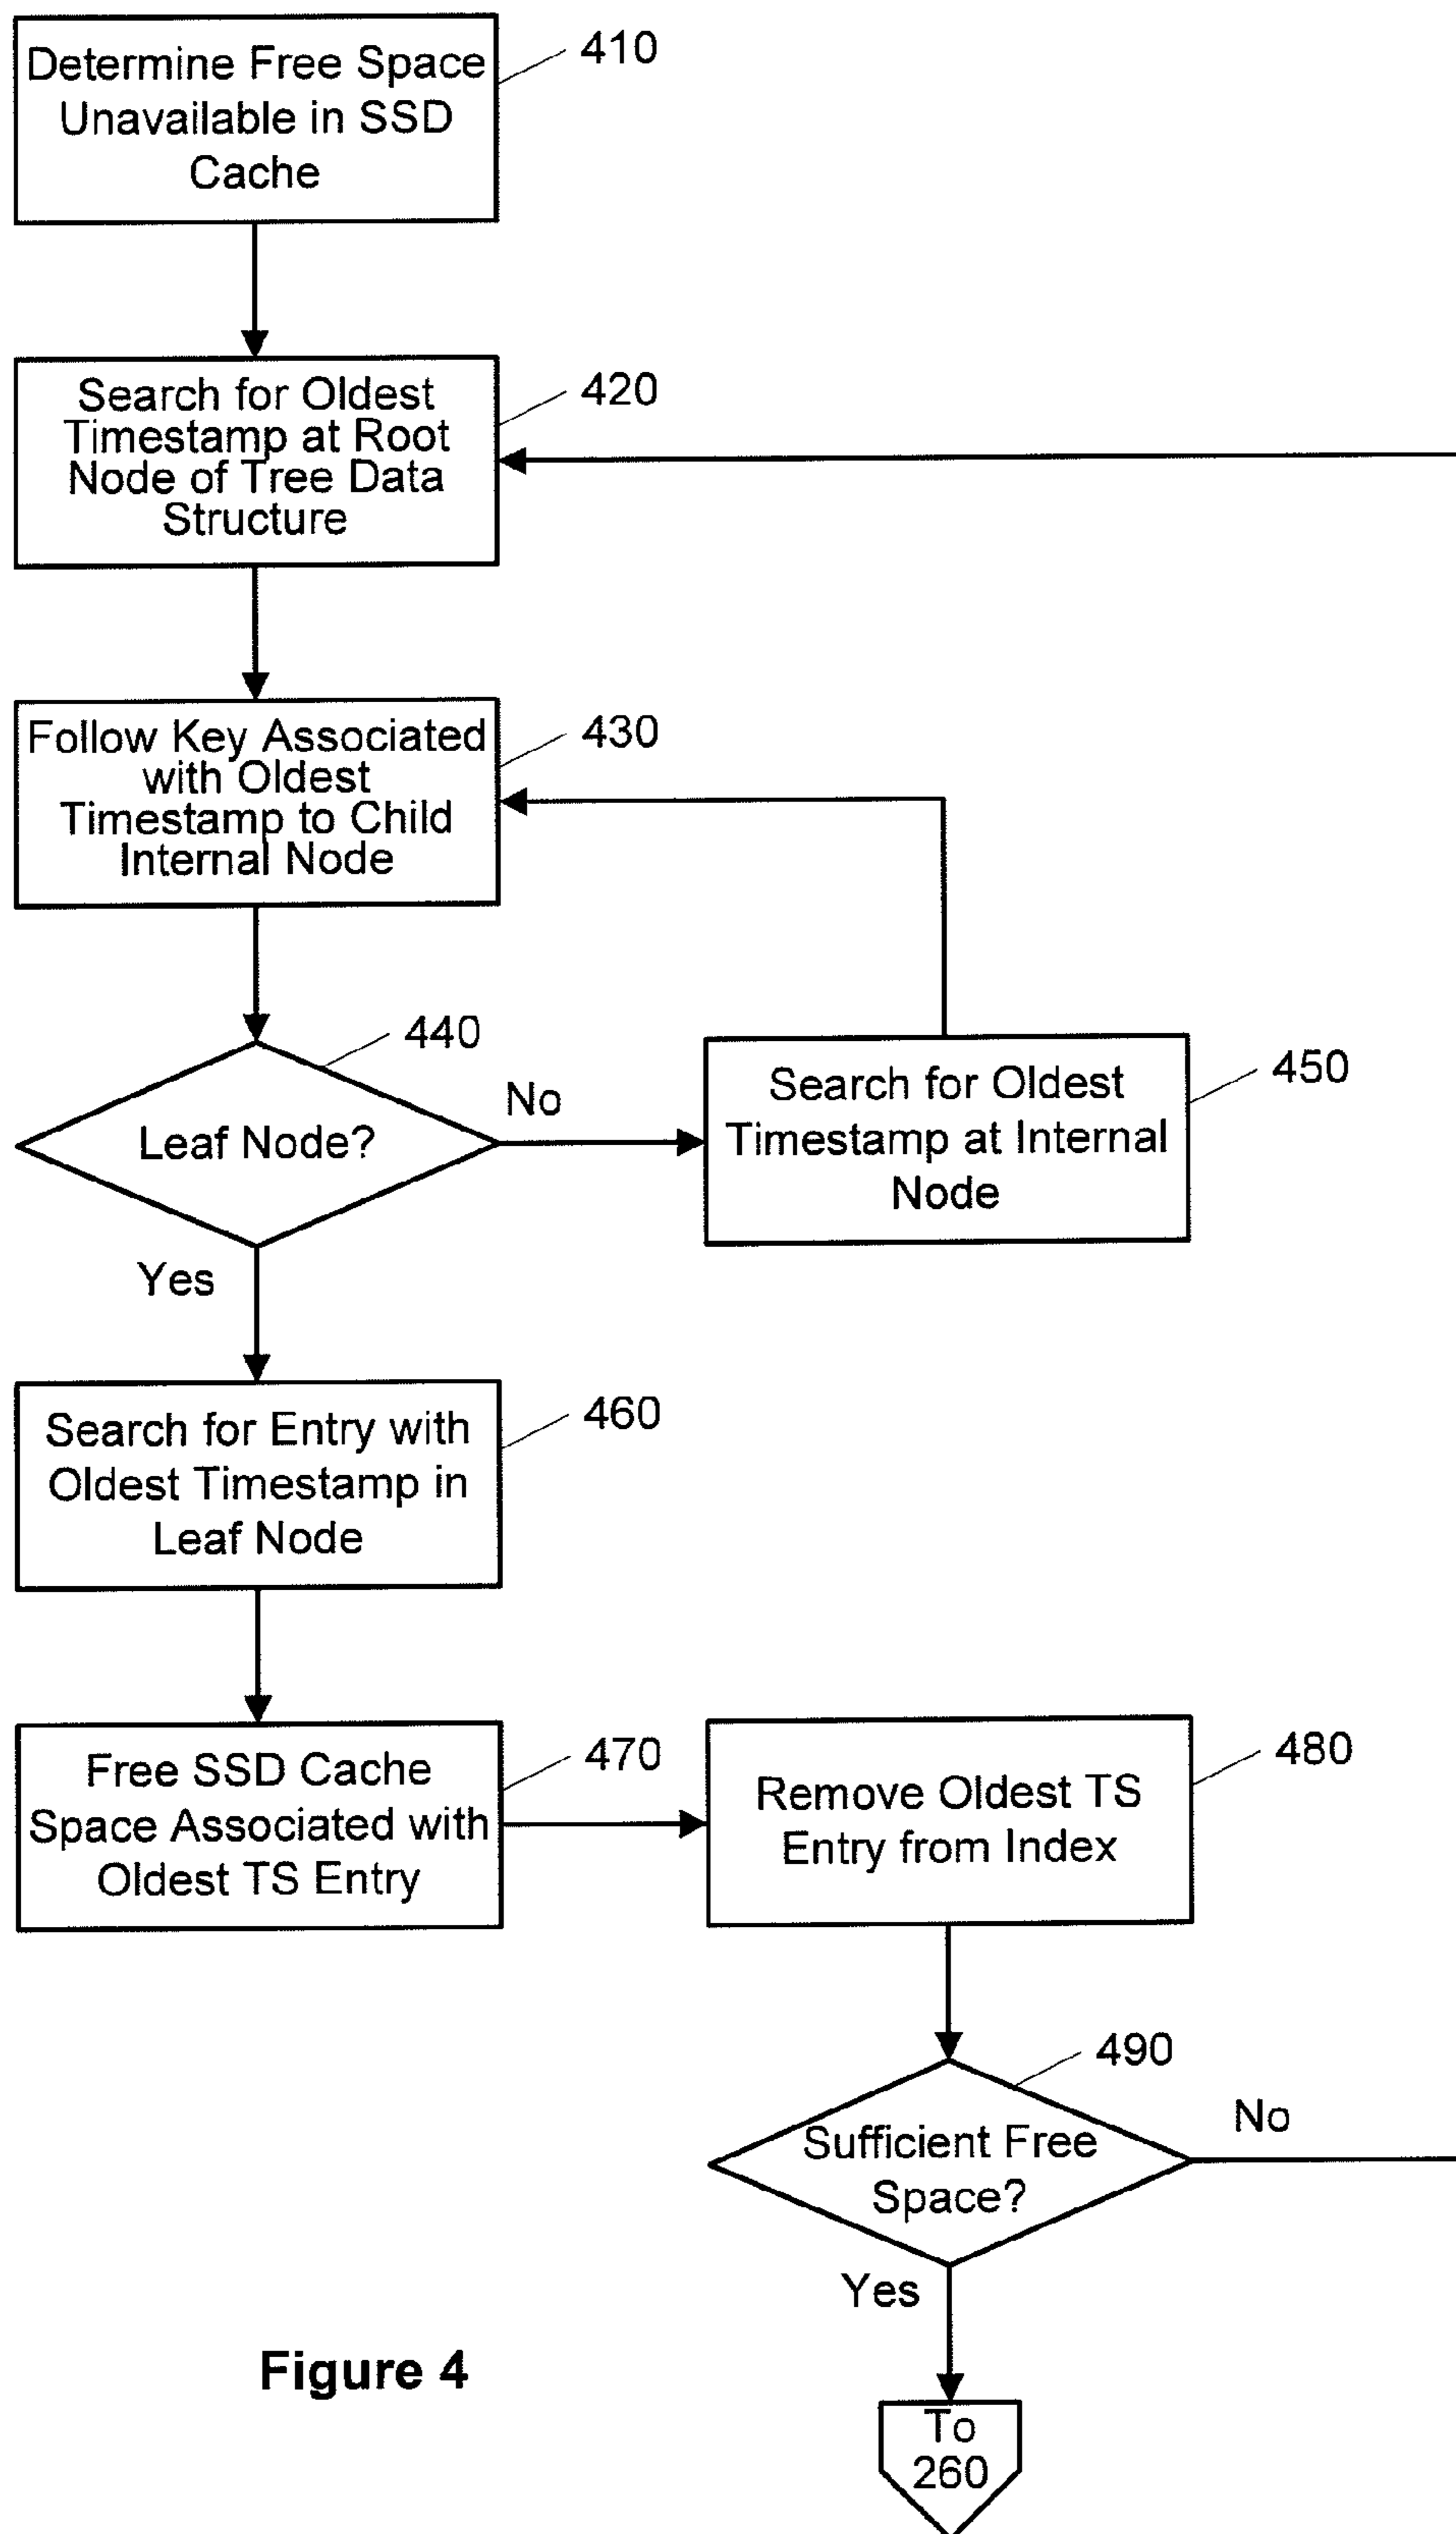 Determine Free Space
Unavailable in SSD
Cache
410
Search for Oldest
Timestamp at Root
Node of Tree Data
Structure
420
Follow Key Associated
with Oldest
Timestamp to Child
Internal Node
430
440
Leaf Node?
No
Yes
Search for Oldest
Timestamp at Internal
Node
450
Search for Entry with
Oldest Timestamp in
Leaf Node
460
Free SSD Cache
Space Associated with
Oldest TS Entry
470
Remove Oldest TS
Entry from Index
480
490
Sufficient Free
Space?
No
Yes
To
260
Figure 4